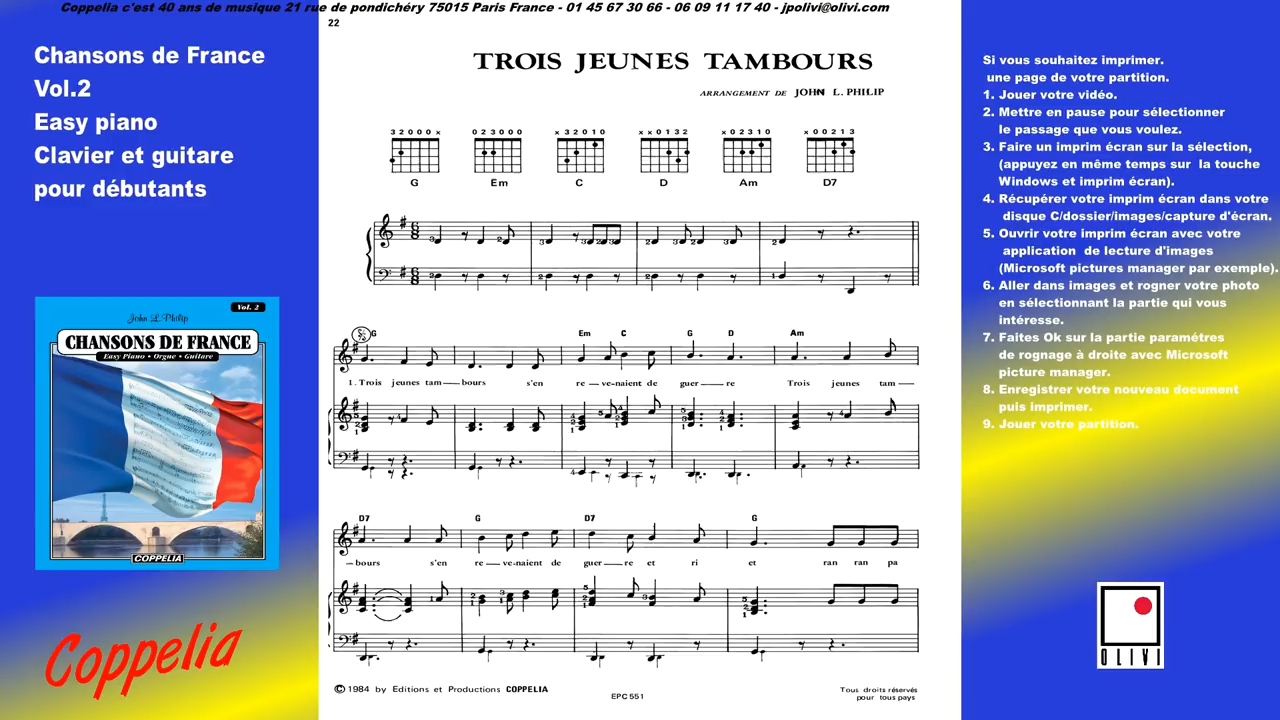 Coppelia c'est 40 ans de musique 21 rue de pondichéry 75015 Paris France - 01 45 67 30 66 - 06 09 11 17 40 - jpolivi@olivi.com
Chansons de France
Vol.2
Easy piano
Clavier et guitare
pour débutants
Vol. 2
John L. Philip
CHANSONS DE FRANCE
Easy Piano • Orgue • Guitare
COPPELIA
Coppelia
22
TROIS JEUNES TAMBOURS
ARRANGEMENT DE JOHN L. PHILIP
32000x 023000 x32010 xx0132 x02310 x00213
G Em C D Am D7
G Em C G D Am
1. Trois jeunes tam—bours s'en re—ve-naient de guer—re Trois jeunes tam—
D7 G D7 G
—bours s'en re—ve-naient de guer—re et ri et ran ran pa
© 1984 by Editions et Productions COPPELIA
EPC 551
Tous droits réservés
pour tous pays
Si vous souhaitez imprimer.
une page de votre partition.
1. Jouer votre vidéo.
2. Mettre en pause pour sélectionner
le passage que vous voulez.
3. Faire un imprim écran sur la sélection,
(appuyez en même temps sur la touche
Windows et imprim écran).
4. Récupérer votre imprim écran dans votre
disque C/dossier/images/capture d'écran.
5. Ouvrir votre imprim écran avec votre
application de lecture d'images
(Microsoft pictures manager par exemple).
6. Aller dans images et rogner votre photo
en sélectionnant la partie qui vous
intéresse.
7. Faites Ok sur la partie paramétres
de rognage à droite avec Microsoft
picture manager.
8. Enregistrer votre nouveau document
puis imprimer.
9. Jouer votre partition.
OLIVI